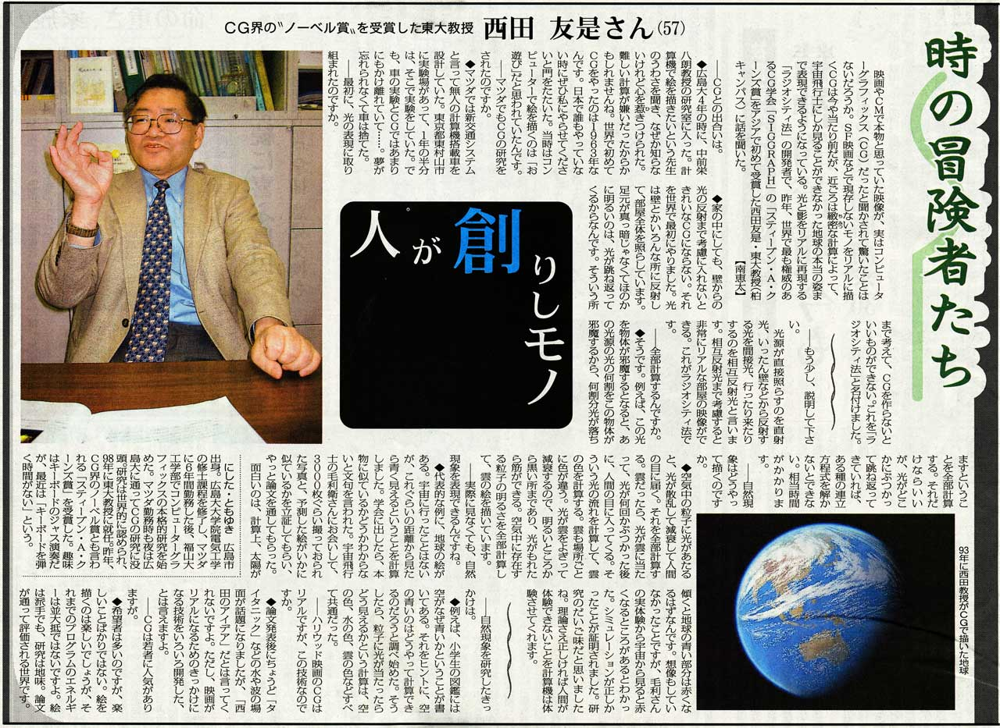 時の冒険者たち
CG界の〝ノーベル賞〟を受賞した東大教授 西田 友是さん(57)
映画やCMで本物と思っていた映像が、実はコンピュータ
ーグラフィックス(CG)だったと聞かされて驚いたことは
ないだろうか。SF映画などで現存しないモノをリアルに描
くCGは今や当たり前だが、近ごろは緻密な計算によって、
宇宙飛行士にしか見ることができなかった地球の本当の姿ま
で表現できるようになっている。光と影をリアルに再現する
「ラジオシティ法」の開発者で、昨年、世界で最も権威のあ
るCG学会「SIGGRAPH」の「スティーブン・A・ク
ーンズ賞」をアジアで初めて受賞した西田友是・東大教授(柏
キャンパス)に話を聞いた。
【南恵太】
――CGとの出合いは。
◆広島大4年の時に、中前栄
八朗教授の研究室に入った。計
算機で絵を描きたいという先生
のうわさを聞き、なぜか知らな
いけれど心を惹きつけられた。
難しい計算が嫌いだったからか
もしれませんね。世界で初めて
CGをやったのは1963年な
んです。日本で誰もやっていな
い時にぜひ私にやらせてくださ
いと門をたたいた。当時はコン
ピューターで絵を描くのは「お
遊び」だと思われていたんです。
――マツダでもCGの研究を
されたのですか。
◆マツダでは新交通システム
と言って無人の計算機搭載車を
設計していた。東京都東村山市
に実験場があって、1年の半分
は、そこで実験をしていた。で
も、車の実験とCGではあまり
にもかけ離れていて……。夢が
忘れられなくて車は捨てた。
――最初に、光の表現に取り
組まれたのですか。
人が創りしモノ
◆家の中にしても、壁からの
光の反射まで考慮に入れないと
きれいなCGにならない。それ
を世界で最初にやりました。光
は壁とかいろんな所に反射し
て、部屋全体を照らしています。
足元が真っ暗じゃなくてほのか
に明るいのは、光が跳ね返って
くるからなんです。そういう所
まで考えて、CGを作らないと
いいものができない。これを「ラ
ジオシティ法」と名付けました。
――もう少し、説明して下さ
い。
光源が直接照らすのを直射
光、いったん壁などから反射す
る光を間接光、行ったり来たり
するのを相互反射光と言いま
す。相互反射光まで考慮すると
非常にリアルな部屋の映像がで
きる。これがラジオシティ法で
す。
――全部計算するんですか。
◆そうです。例えば、この光
を物体が邪魔するとなると、あ
の光源の光の何割をこの物体が
邪魔するから、何割分光が落ち
ますということを全部計算
する。それだ
けならいい
が、光がどこ
かにぶつかっ
て跳ね返って
きていれば、
ある種の連立
方程式を解か
ないとできな
い。相当時間
がかかりま
す。
――自然現
象はどうやっ
て描くのです
か。
◆空気中の粒子に光があたる
と、光が散乱して減衰して人間
の目に届く。それを全部計算す
る。雲だったら、光が雲に当た
って、光が何回かぶつかった後
に、人間の目に入ってくる。そ
ういう光の流れを計算して、雲
の色を計算する。雲も場所ごと
に色が違う。光が雲をよぎって
減衰するので、明るいところか
ら黒い所まであり、光がもれた
ら所ができる。空気中に存在す
る粒子の明るさを全部計算し
て、雲の絵を描いています。
――実際に見なくても、自然
現象を表現できるんですね。
◆代表的な例に、地球の絵が
ある。宇宙に行ったことはない
が、これぐらいの距離から見た
ら青く見えるということを計算
しました。学会に出したら、本
物に似ているかどうかわからな
いと文句を言われた。宇宙飛行
士の毛利衛さんにお会いして、
3000枚ぐらい撮っておられ
た写真と、予測した絵がいかに
似ているかを立証してもらい、
やっと論文を通してもらった。
面白いのは、計算上、太陽が
傾くと地球の青い部分は赤くな
るはずなんです。想像もしてい
なかったことですが、毛利さん
の実体験から宇宙から見ると赤
くなるところがあるとわかっ
た。シミュレーションが正しか
ったことが証明されました。研
究のだいご味だと思いました
ね。理論さえ正しければ人間が
体験できないことを計算機は体
験させてくれます。
――自然現象を研究したきっ
かけは。
◆例えば、小学生の図鑑には
空がなぜ青いかということが書
いてある。それをヒントに、空
の青いのはどうやって計算でき
るのだろうと調べ始めた。そう
したら、粒子に光が当たったら
どう見えるかという計算は、空
の色、水の色、雲の色などすべ
て共通だった。
――ハリウッド映画のCGは
リアルですが、この技術なので
すか。
◆論文発表後にちょうど「タ
イタニック」などの水や波の場
面が話題になりましたが、「西
田のアイデア」だとは言ってく
れないですよ。ただし、映画が
リアルになるためのきっかけに
なる技術をいろいろ開発した、
とは言えますよ。
――CGは若者に人気があり
ますが。
◆希望者は多いのですが、楽
しいことばかりではない。絵を
描くのは楽しいでしょうが、そ
れまでのプログラムのエネルギ
ーは並大抵ではないですよ。絵
は派手でも、研究は地味。論文
が通って評価される世界です。
にした・ともゆき 広島市
出身。広島大大学院電気工学
の修士課程を修了し、マツダ
に6年間勤務した後、福山大
工学部でコンピュータグラ
フィックスの本格的研究を始
めた。マツダ勤務時も夜は広
島大に通ってCGの研究に没
頭。研究は世界的に認められ、
98年に東大教授に就任。昨年、
CG界のノーベル賞とも言わ
れる「スティーブン・A・ク
ーンズ賞」を受賞した。趣味
はキーボードのジャズ演奏だ
が、最近は「キーボードを弾
く時間がない」という。
93年に西田教授がCGで描いた地球